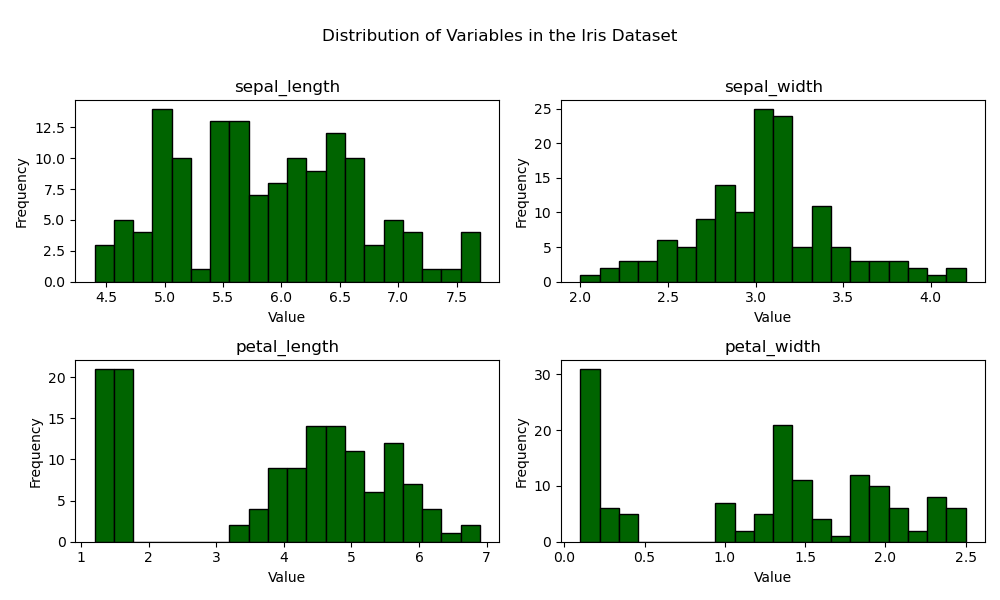 Distribution of Variables in the Iris Dataset
sepal_length
Frequency
12.5
10.0
7.5
5.0
2.5
0.0
4.5 5.0 5.5 6.0 6.5 7.0 7.5
Value
sepal_width
Frequency
25
20
15
10
5
0
2.0 2.5 3.0 3.5 4.0
Value
petal_length
Frequency
20
15
10
5
0
1 2 3 4 5 6 7
Value
petal_width
Frequency
30
20
10
0
0.0 0.5 1.0 1.5 2.0 2.5
Value